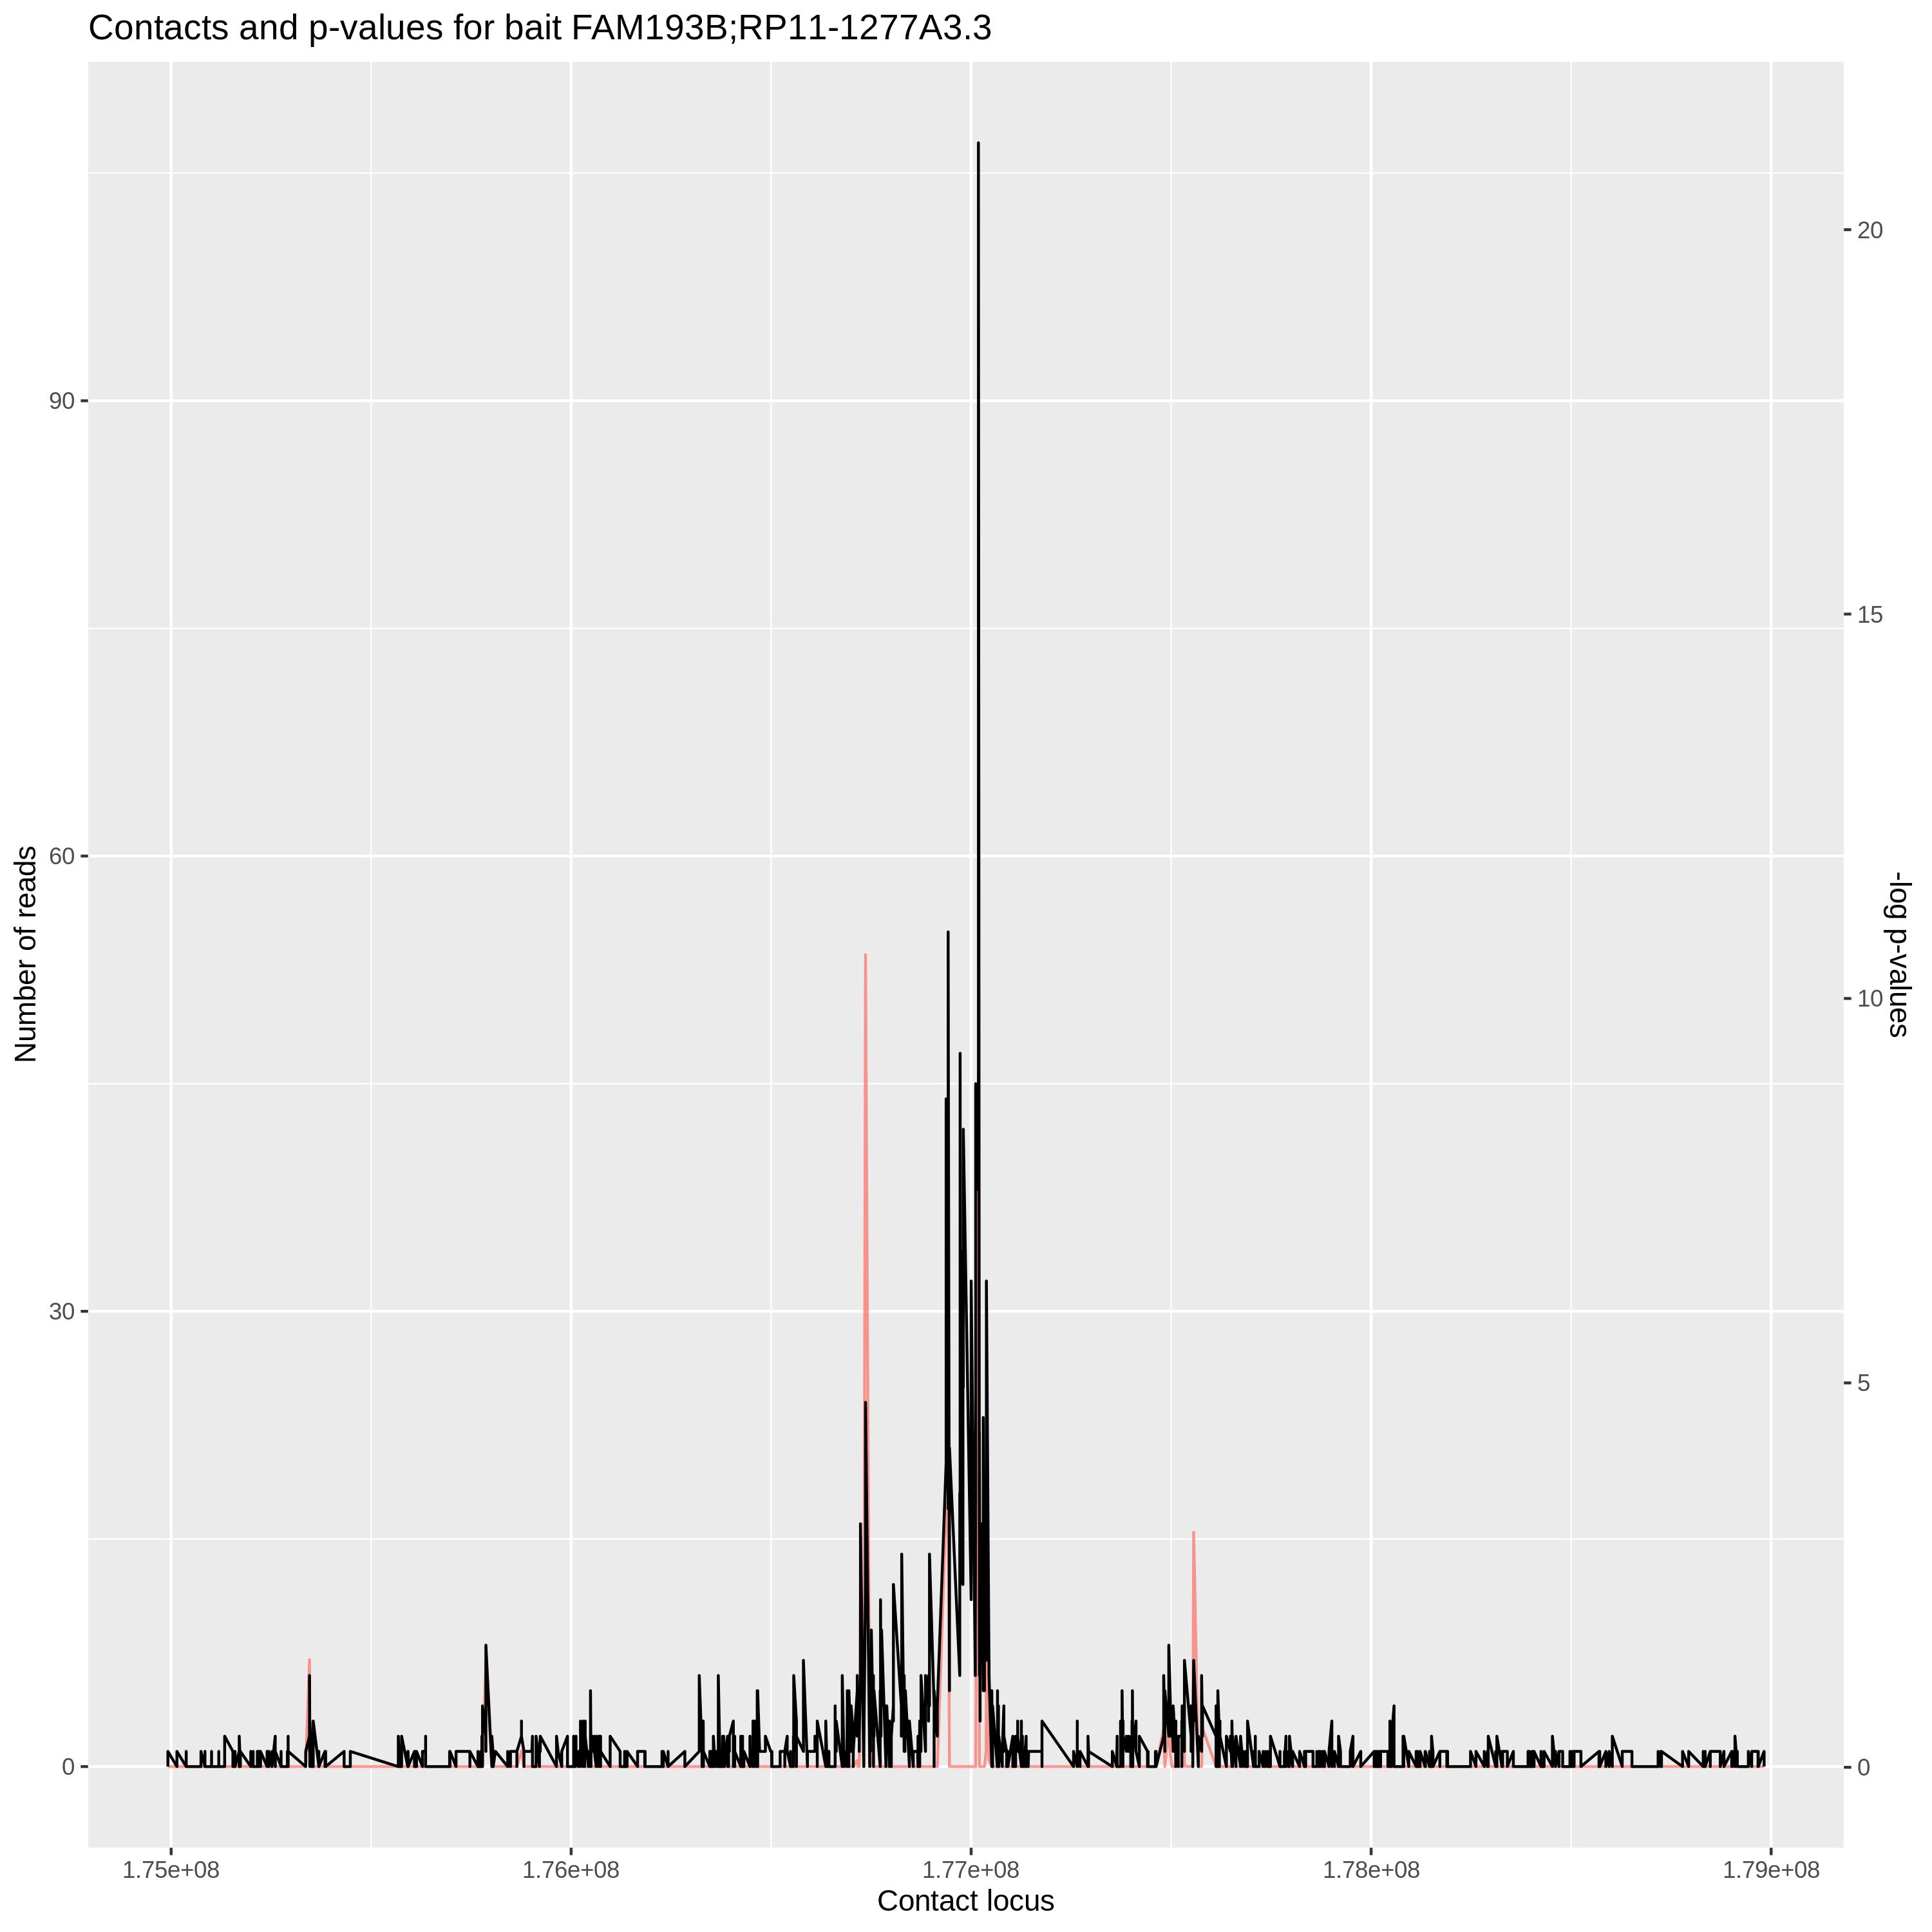 Contacts and p-values for bait FAM193B;RP11-1277A3.3
90
60
30
0
Number of reads
20
15
10
5
0
-log p-values
1.75e+08 1.76e+08 1.77e+08 1.78e+08 1.79e+08
Contact locus